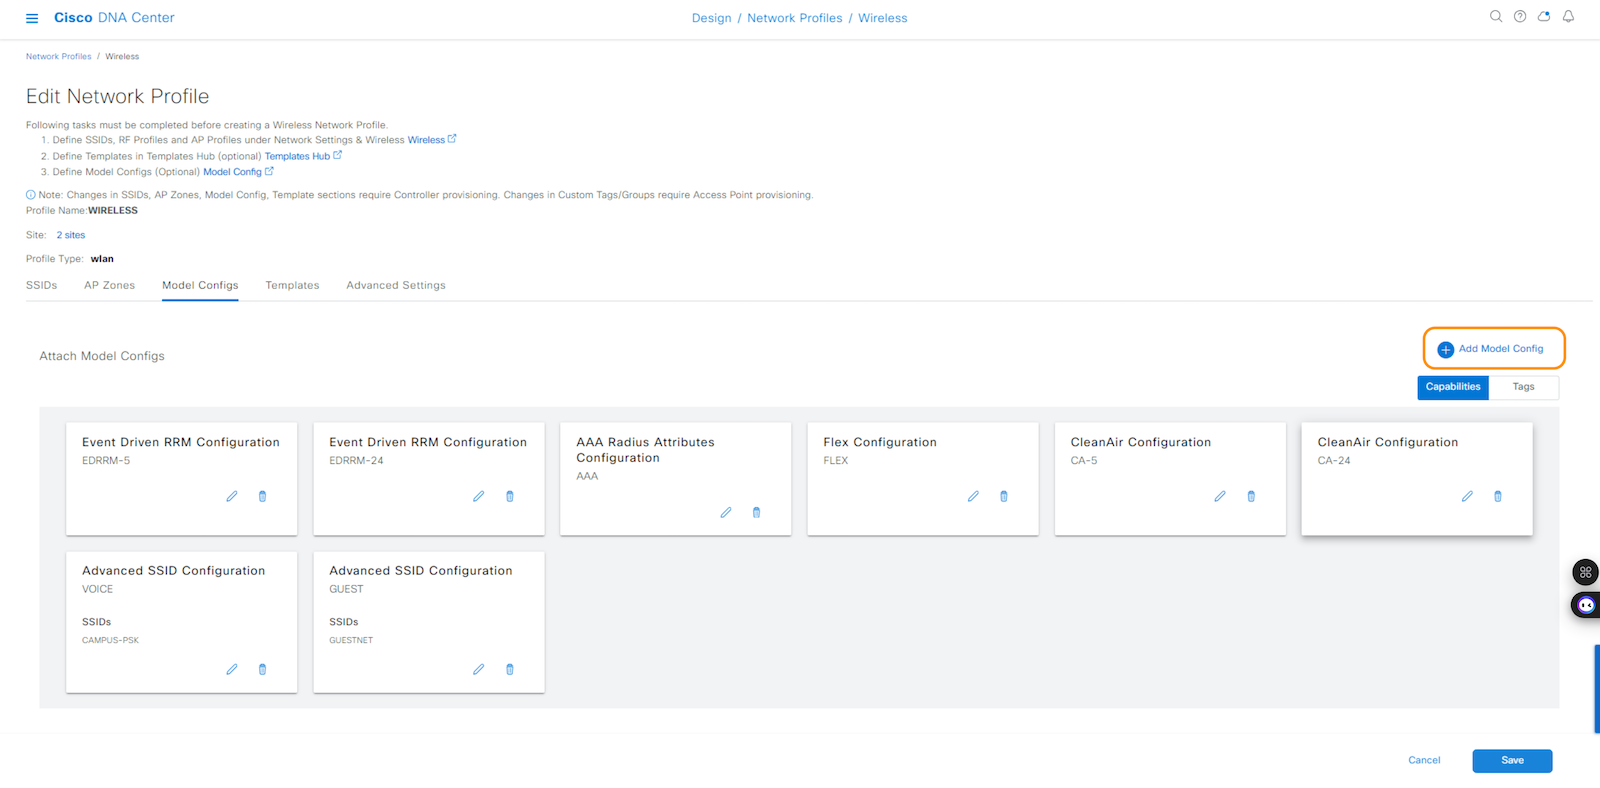 Cisco DNA Center
Design / Network Profiles / Wireless
Network Profiles / Wireless
Edit Network Profile
Following tasks must be completed before creating a Wireless Network Profile.
1. Define SSIDs, RF Profiles and AP Profiles under Network Settings & Wireless Wireless
2. Define Templates in Templates Hub (optional) Templates Hub
3. Define Model Configs (Optional) Model Config
Note: Changes in SSIDs, AP Zones, Model Config, Template sections require Controller provisioning. Changes in Custom Tags/Groups require Access Point provisioning.
Profile Name:WIRELESS
Site: 2 sites
Profile Type: wlan
SSIDs AP Zones Model Configs Templates Advanced Settings
Attach Model Configs
Add Model Config
Capabilities Tags
Event Driven RRM Configuration
EDRRM-5
Event Driven RRM Configuration
EDRRM-24
AAA Radius Attributes
Configuration
AAA
Flex Configuration
FLEX
CleanAir Configuration
CA-5
CleanAir Configuration
CA-24
Advanced SSID Configuration
VOICE
SSIDs
CAMPUS-PSK
Advanced SSID Configuration
GUEST
SSIDs
GUESTNET
Cancel Save